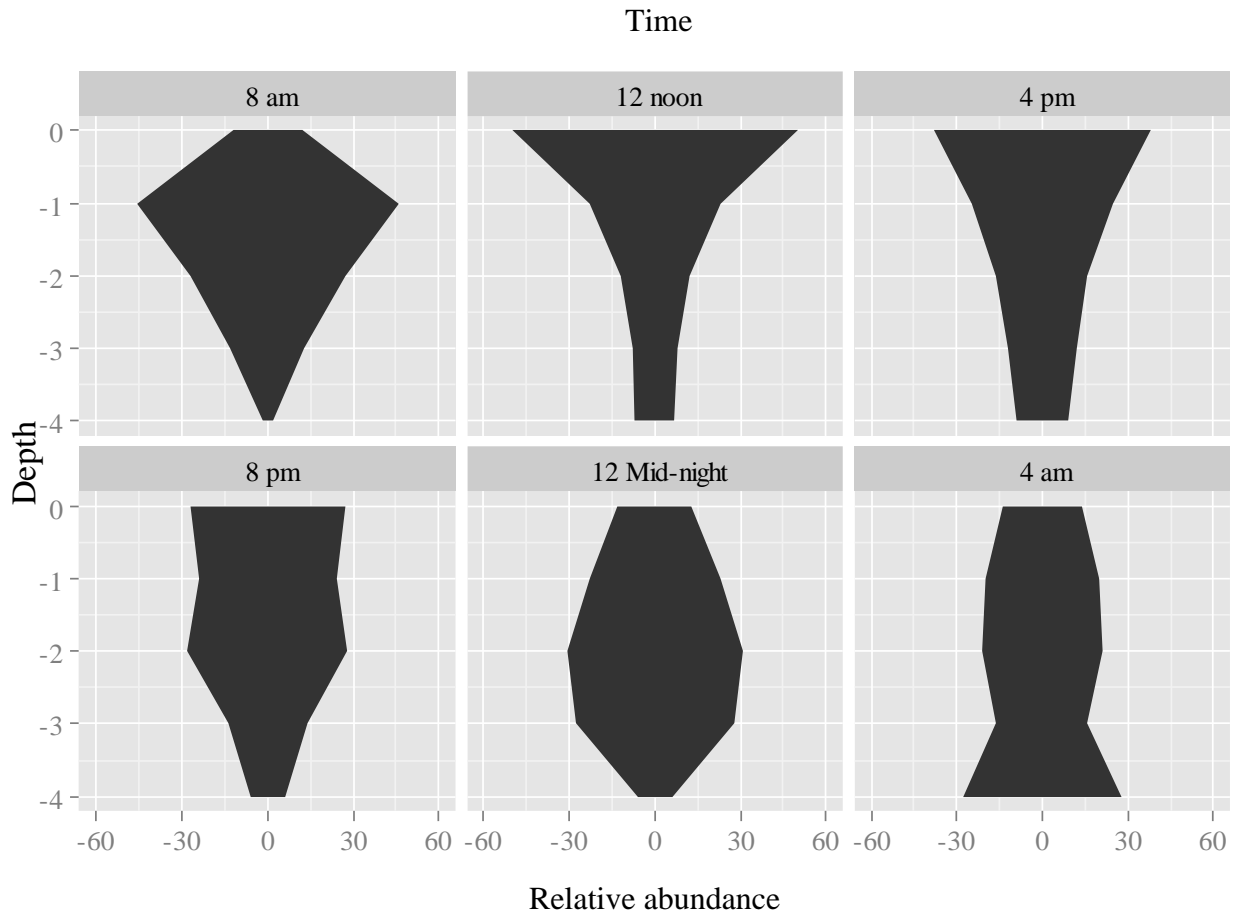 Time
8 am
12 noon
4 pm
0
-1
-2
-3
-4
Depth
8 pm
12 Mid-night
4 am
0
-1
-2
-3
-4
-60 -30 0 30 60 -60 -30 0 30 60 -60 -30 0 30 60
Relative abundance